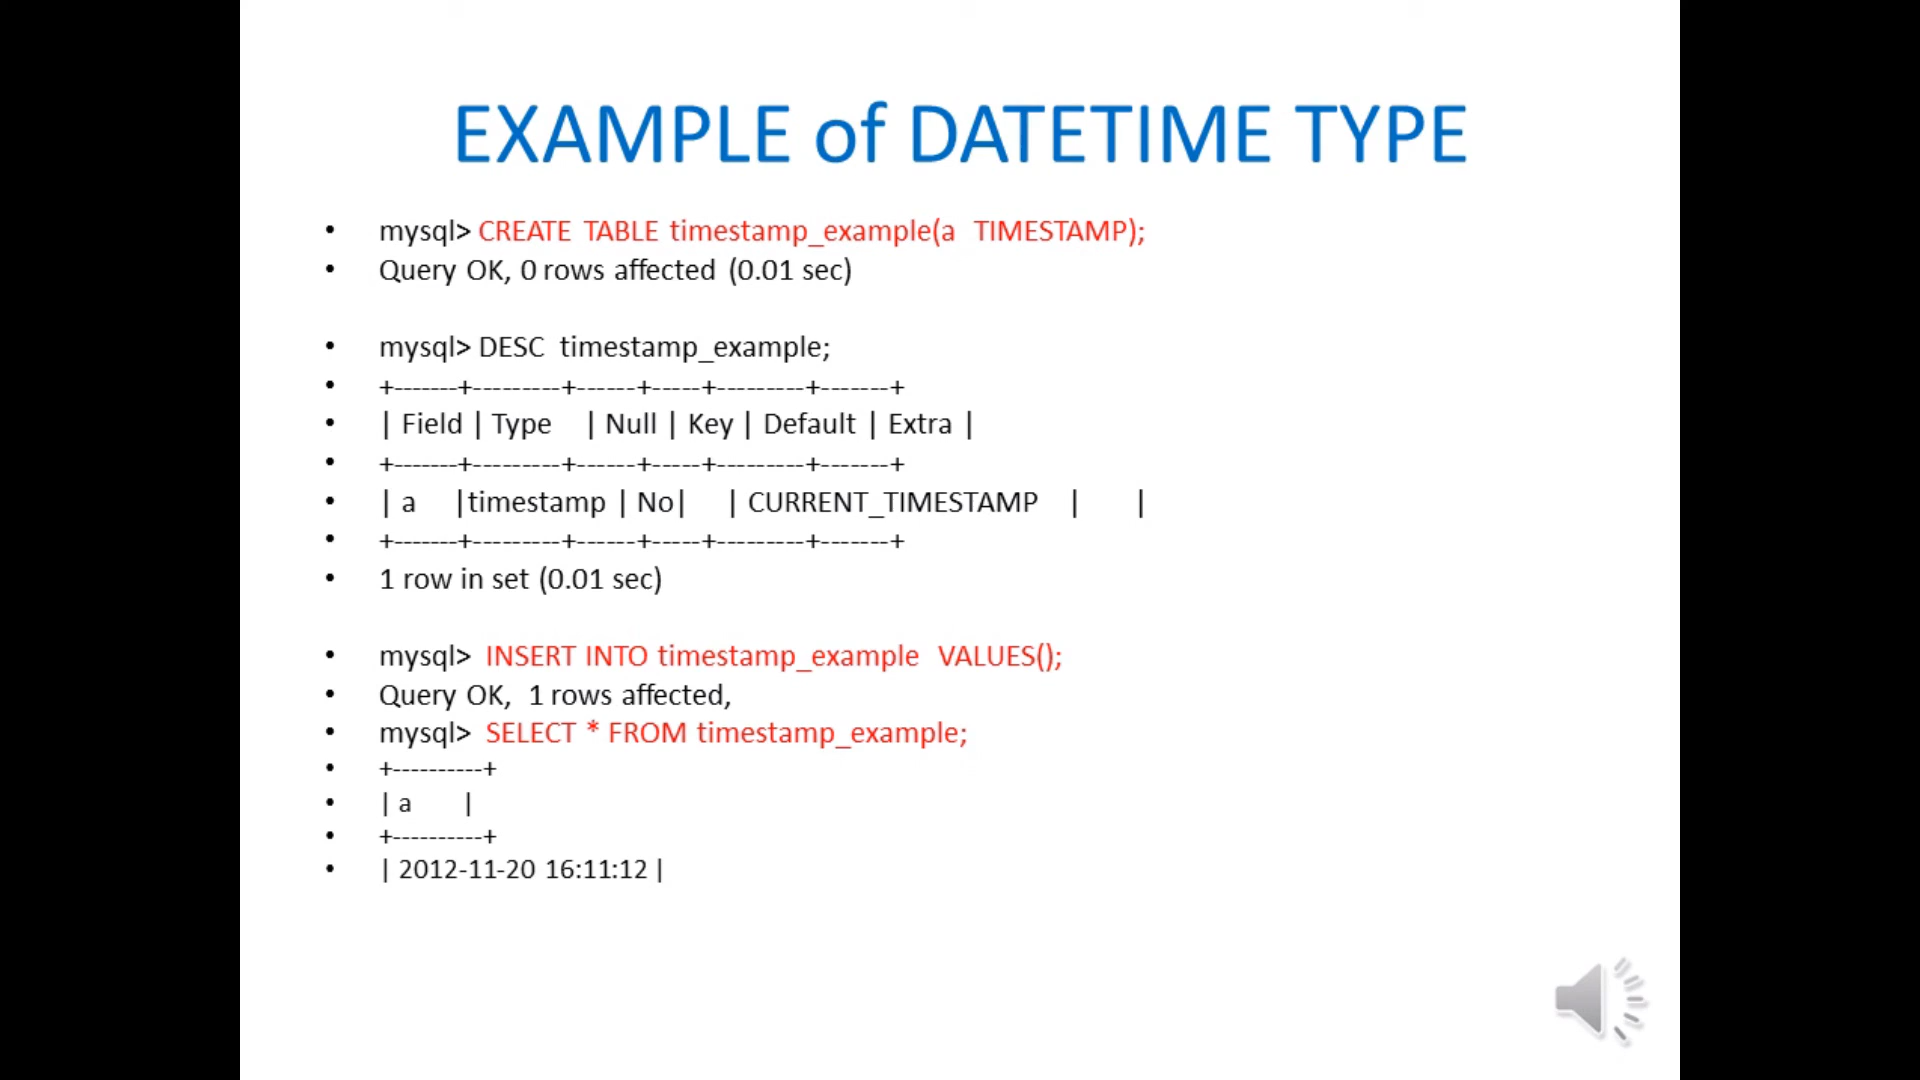 EXAMPLE of DATETIME TYPE
• mysql> CREATE TABLE timestamp_example(a TIMESTAMP);
• Query OK, 0 rows affected (0.01 sec)
• mysql> DESC timestamp_example;
• +-------+---------+------+-----+---------+-------+
• | Field | Type | Null | Key | Default | Extra |
• +-------+---------+------+-----+---------+-------+
• | a |timestamp | No| | CURRENT_TIMESTAMP | |
• +-------+---------+------+-----+---------+-------+
• 1 row in set (0.01 sec)
• mysql> INSERT INTO timestamp_example VALUES();
• Query OK, 1 rows affected,
• mysql> SELECT * FROM timestamp_example;
• +----------+
• | a |
• +----------+
• | 2012-11-20 16:11:12 |